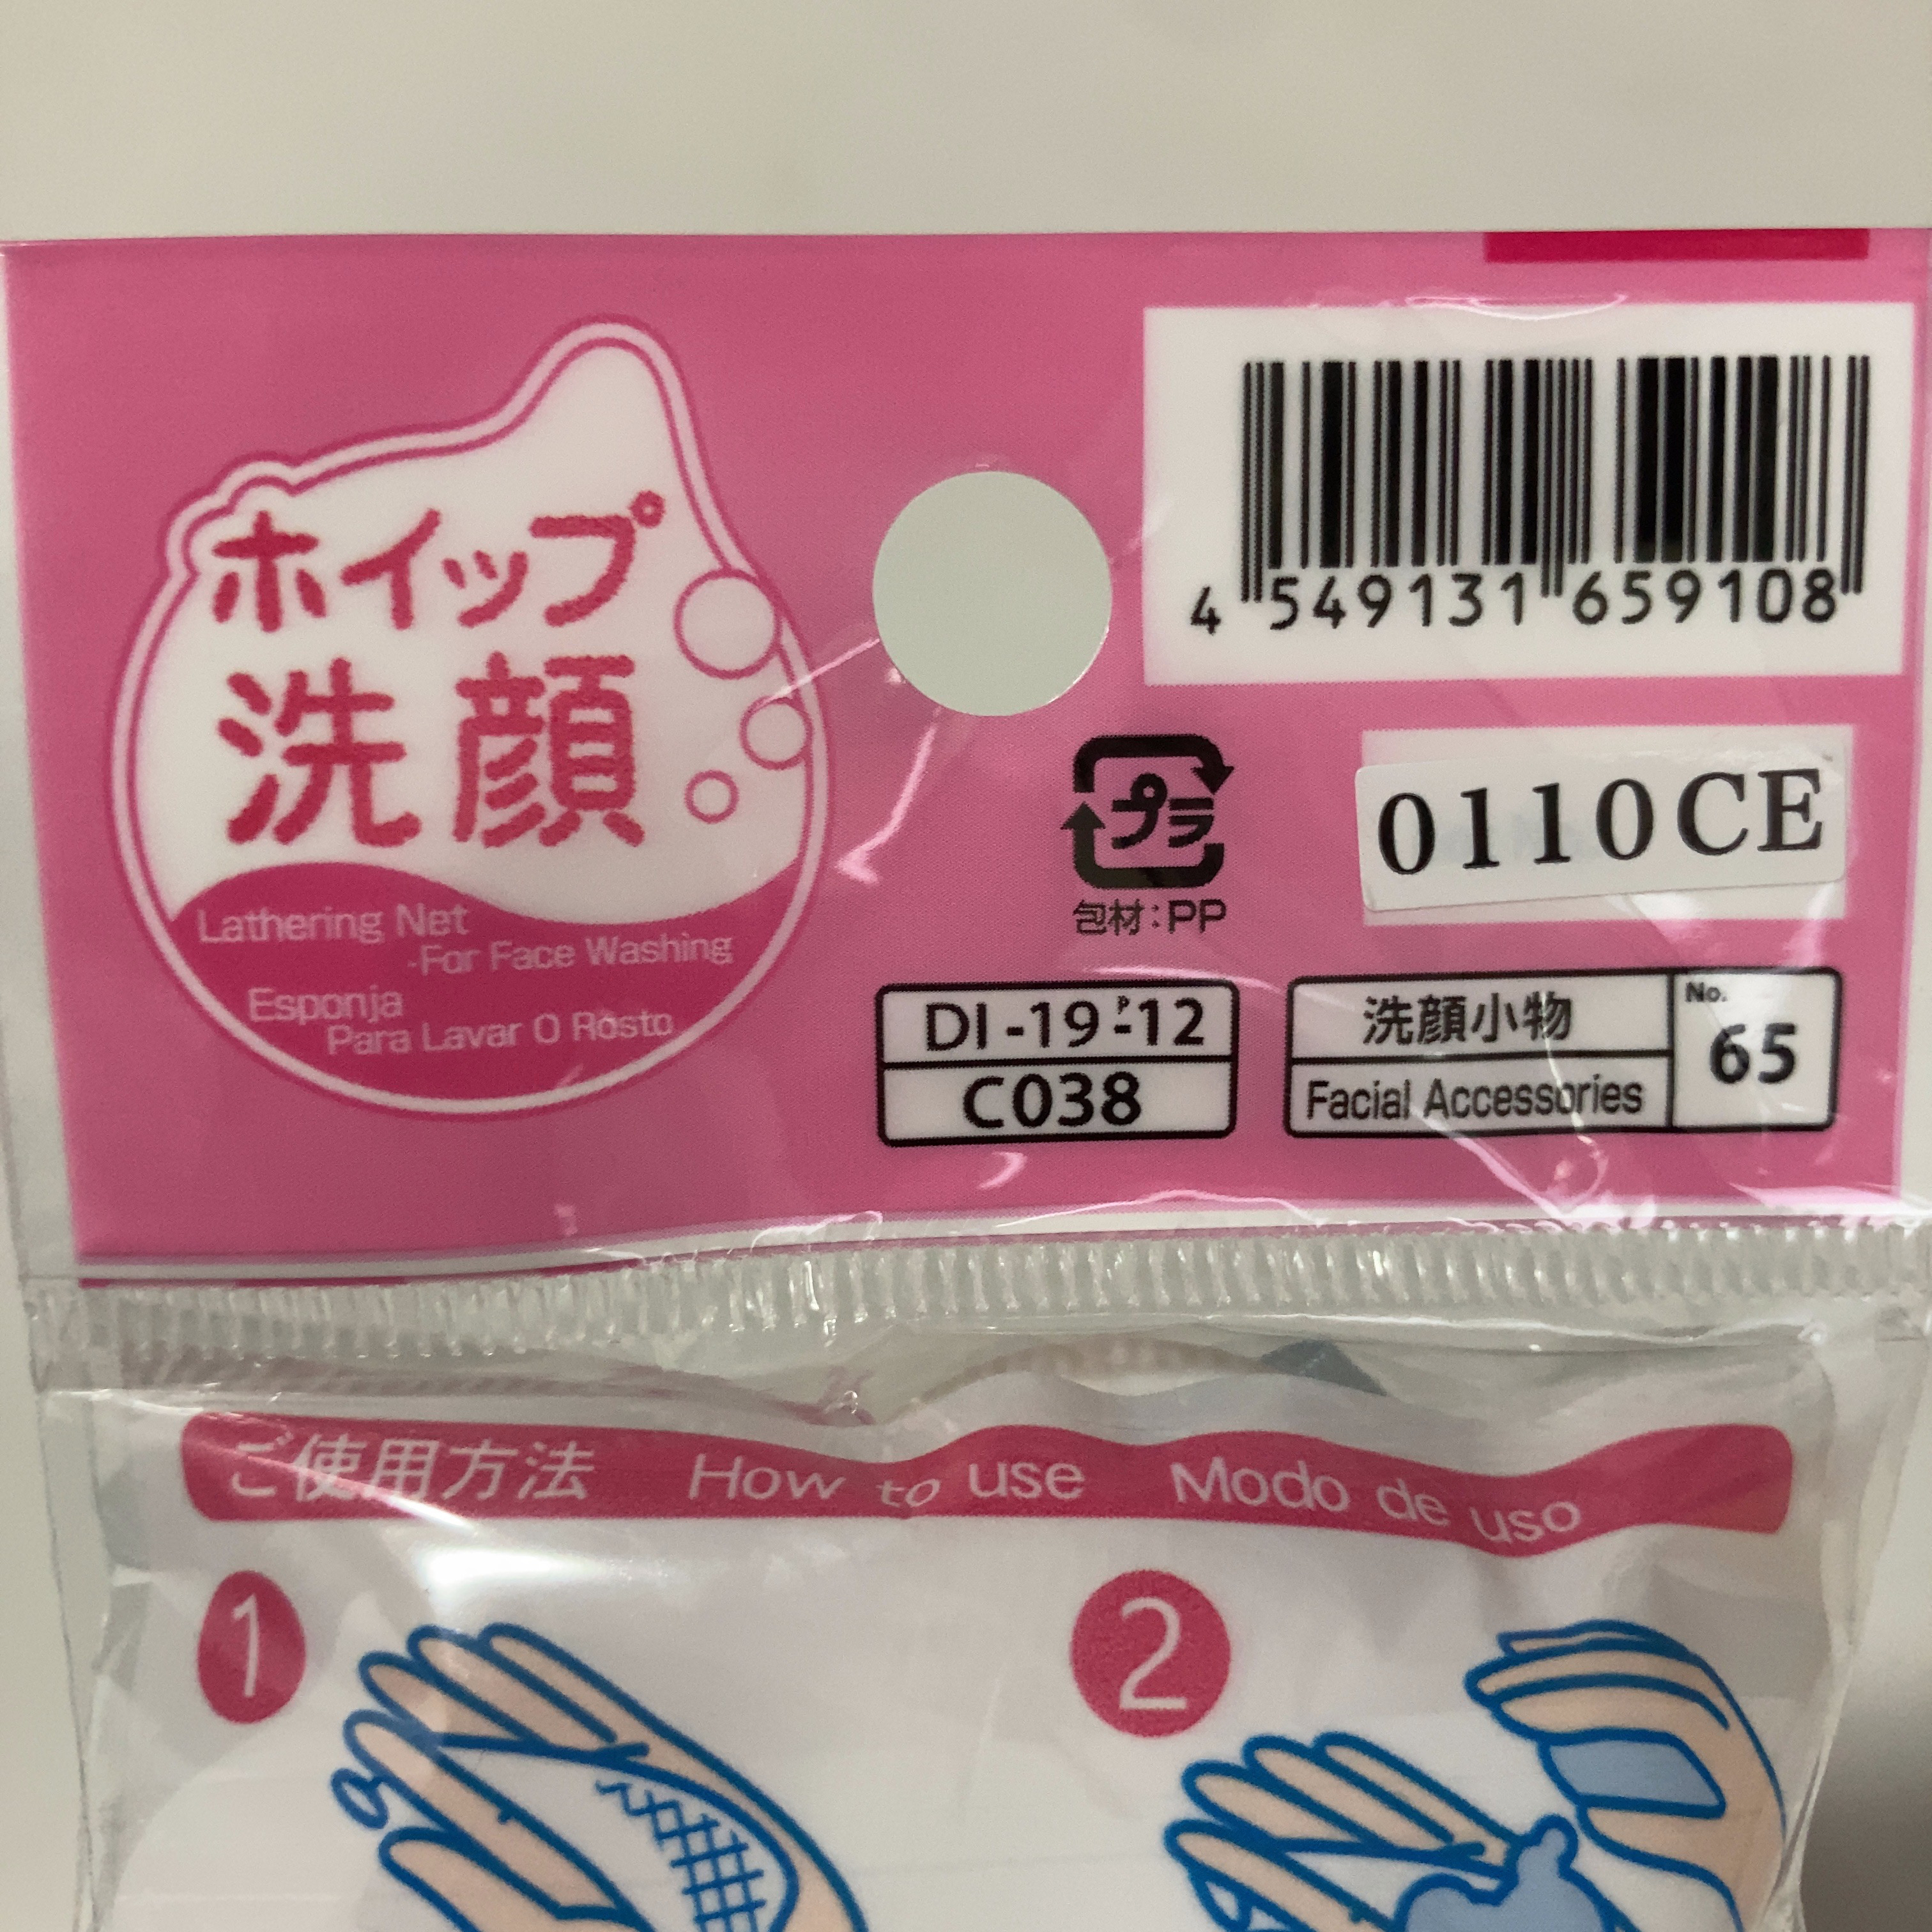 ホイップ
洗顔
Lathering Net
-For Face Washing
Esponja
Para Lavar O Rosto
4 549131 659108
プラ
包材:PP
0110CE
DI-19-P-12
C038
洗顔小物
Facial Accessories
No.
65
ご使用方法 How to use Modo de uso
1
2